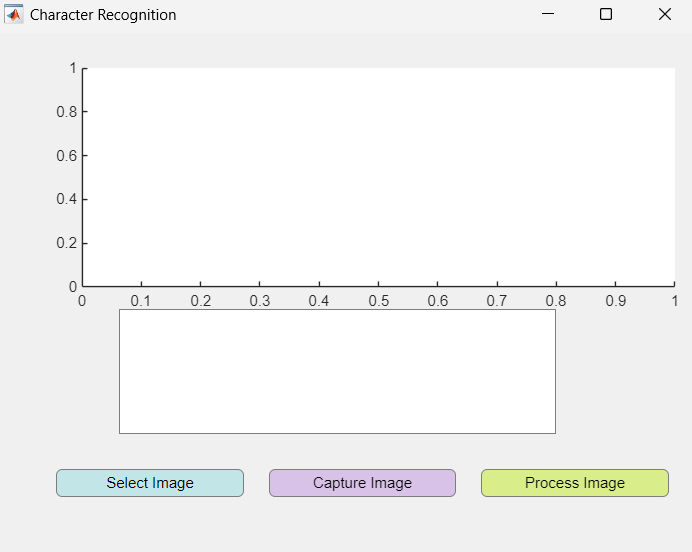 Character Recognition
1
0.8
0.6
0.4
0.2
0
0 0.1 0.2 0.3 0.4 0.5 0.6 0.7 0.8 0.9 1
Select Image Capture Image Process Image